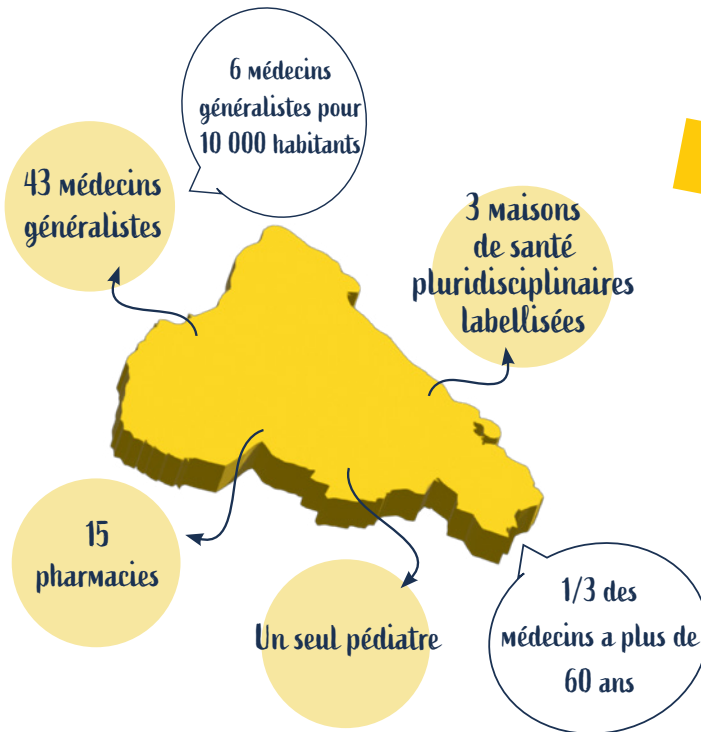 6 médecins
généralistes pour
10 000 habitants
43 médecins
généralistes
3 maisons
de santé
pluridisciplinaires
labellisées
15
pharmacies
Un seul pédiatre
1/3 des
médecins a plus de
60 ans